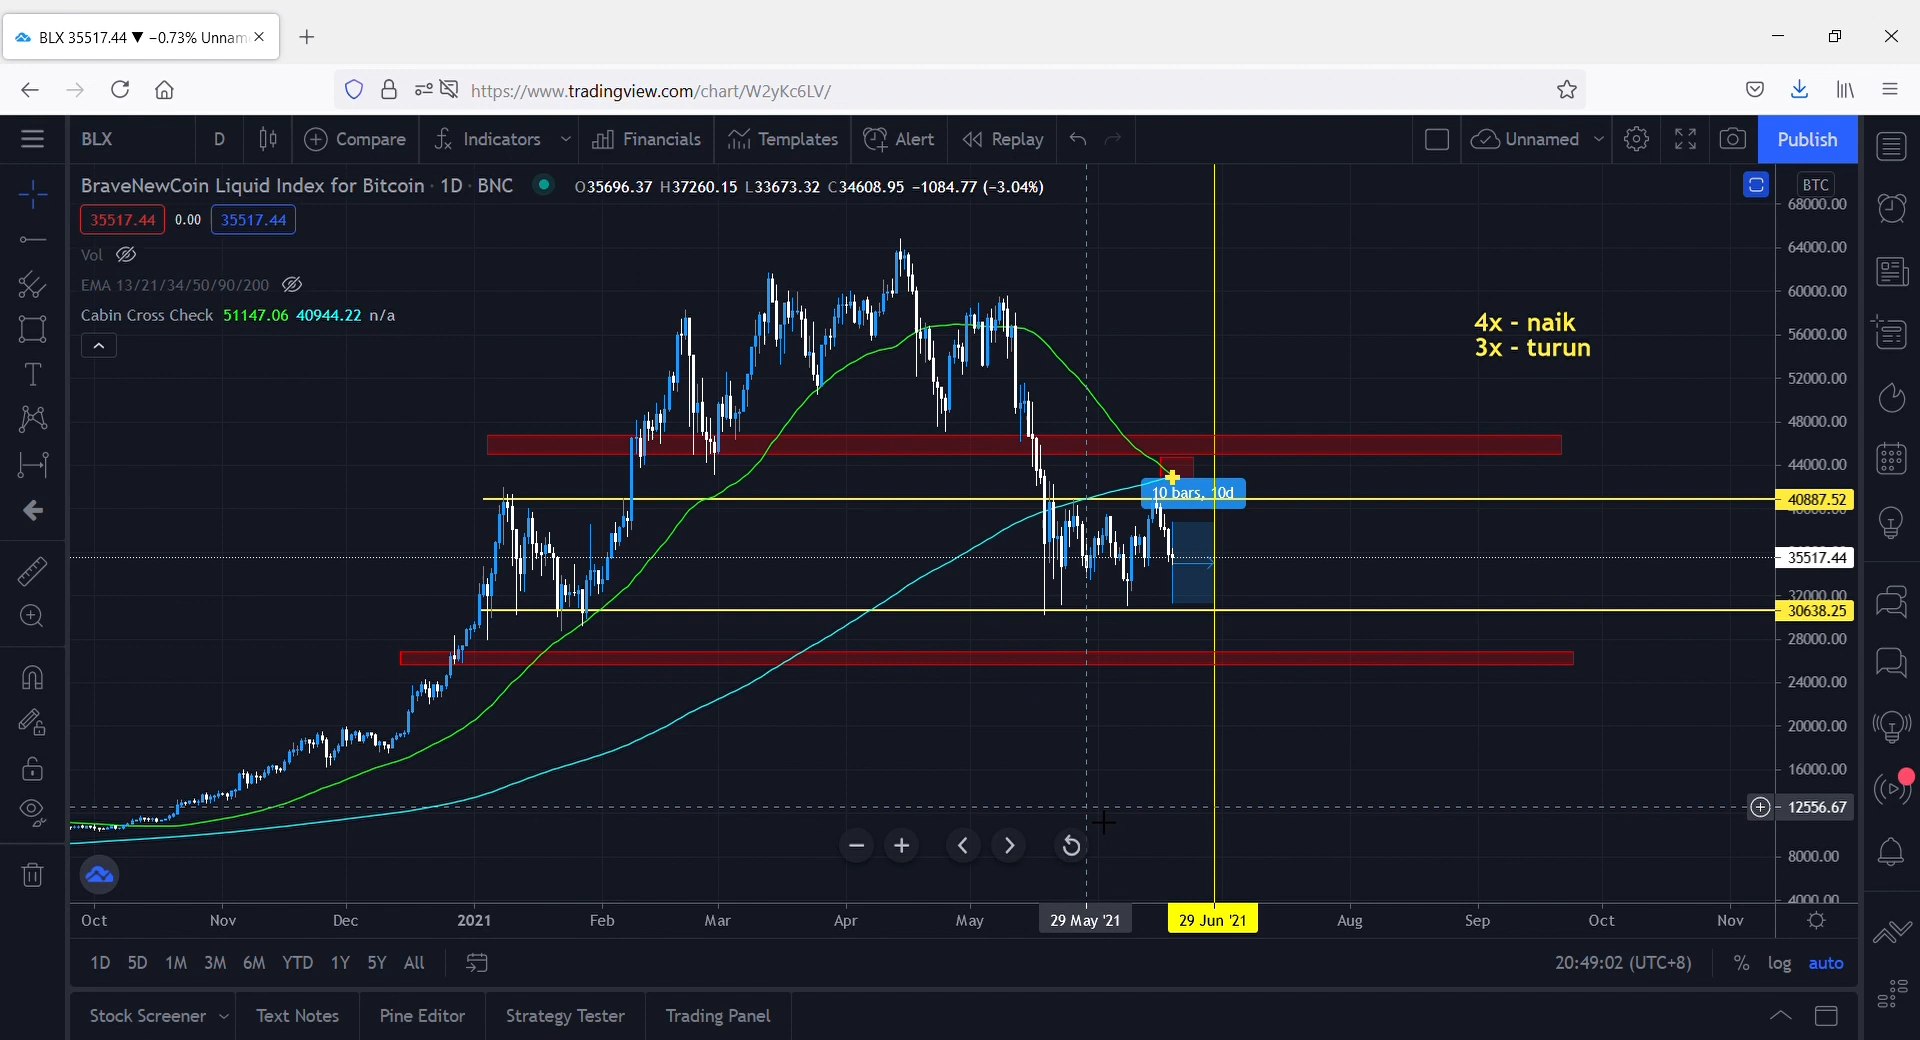 BLX 35517.44 ▼ −0.73% Unnam
https://www.tradingview.com/chart/W2yKc6LV/
BLX D Compare Indicators Financials Templates Alert Replay Unnamed Publish
BraveNewCoin Liquid Index for Bitcoin · 1D · BNC O35696.37 H37260.15 L33673.32 C34608.95 −1084.77 (−3.04%)
BTC
35517.44 0.00 35517.44
Vol
EMA 13/21/34/50/90/200
Cabin Cross Check 51147.06 40944.22 n/a
4x - naik
3x - turun
10 bars, 10d
68000.00
64000.00
60000.00
56000.00
52000.00
48000.00
44000.00
40887.52
40000.00
35517.44
32000.00
30638.25
28000.00
24000.00
20000.00
16000.00
12556.67
8000.00
4000.00
Oct Nov Dec 2021 Feb Mar Apr May 29 May '21 29 Jun '21 Aug Sep Oct Nov
1D 5D 1M 3M 6M YTD 1Y 5Y All 20:49:02 (UTC+8) % log auto
Stock Screener Text Notes Pine Editor Strategy Tester Trading Panel